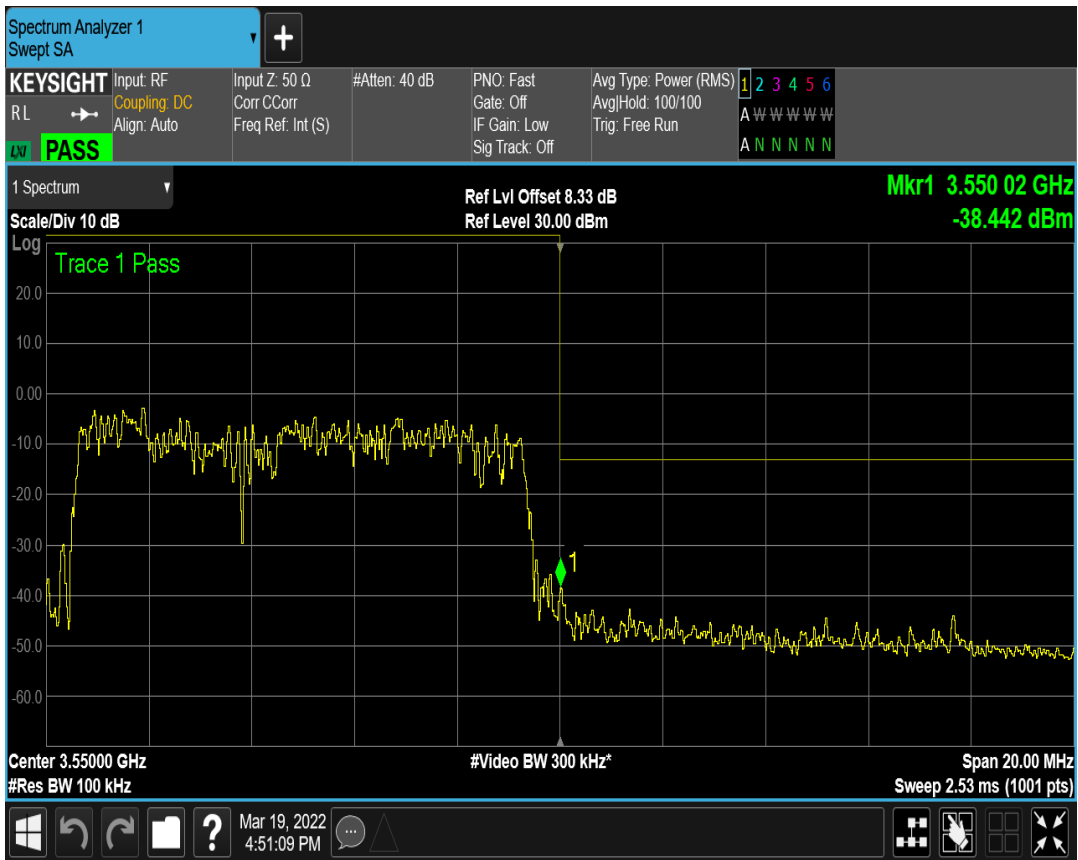 Spectrum Analyzer 1
Swept SA
+
KEYSIGHT
RL
LXI PASS
Input: RF
Coupling: DC
Align: Auto
Input Z: 50 Ω
Corr CCorr
Freq Ref: Int (S)
#Atten: 40 dB
PNO: Fast
Gate: Off
IF Gain: Low
Sig Track: Off
Avg Type: Power (RMS)
Avg|Hold: 100/100
Trig: Free Run
1 2 3 4 5 6
A W W W W W
A N N N N N
1 Spectrum
Scale/Div 10 dB
Ref Lvl Offset 8.33 dB
Ref Level 30.00 dBm
Mkr1 3.550 02 GHz
-38.442 dBm
Log
Trace 1 Pass
20.0
10.0
0.00
-10.0
-20.0
-30.0
1
-40.0
-50.0
-60.0
Center 3.55000 GHz
#Res BW 100 kHz
#Video BW 300 kHz*
Span 20.00 MHz
Sweep 2.53 ms (1001 pts)
?
Mar 19, 2022
4:51:09 PM